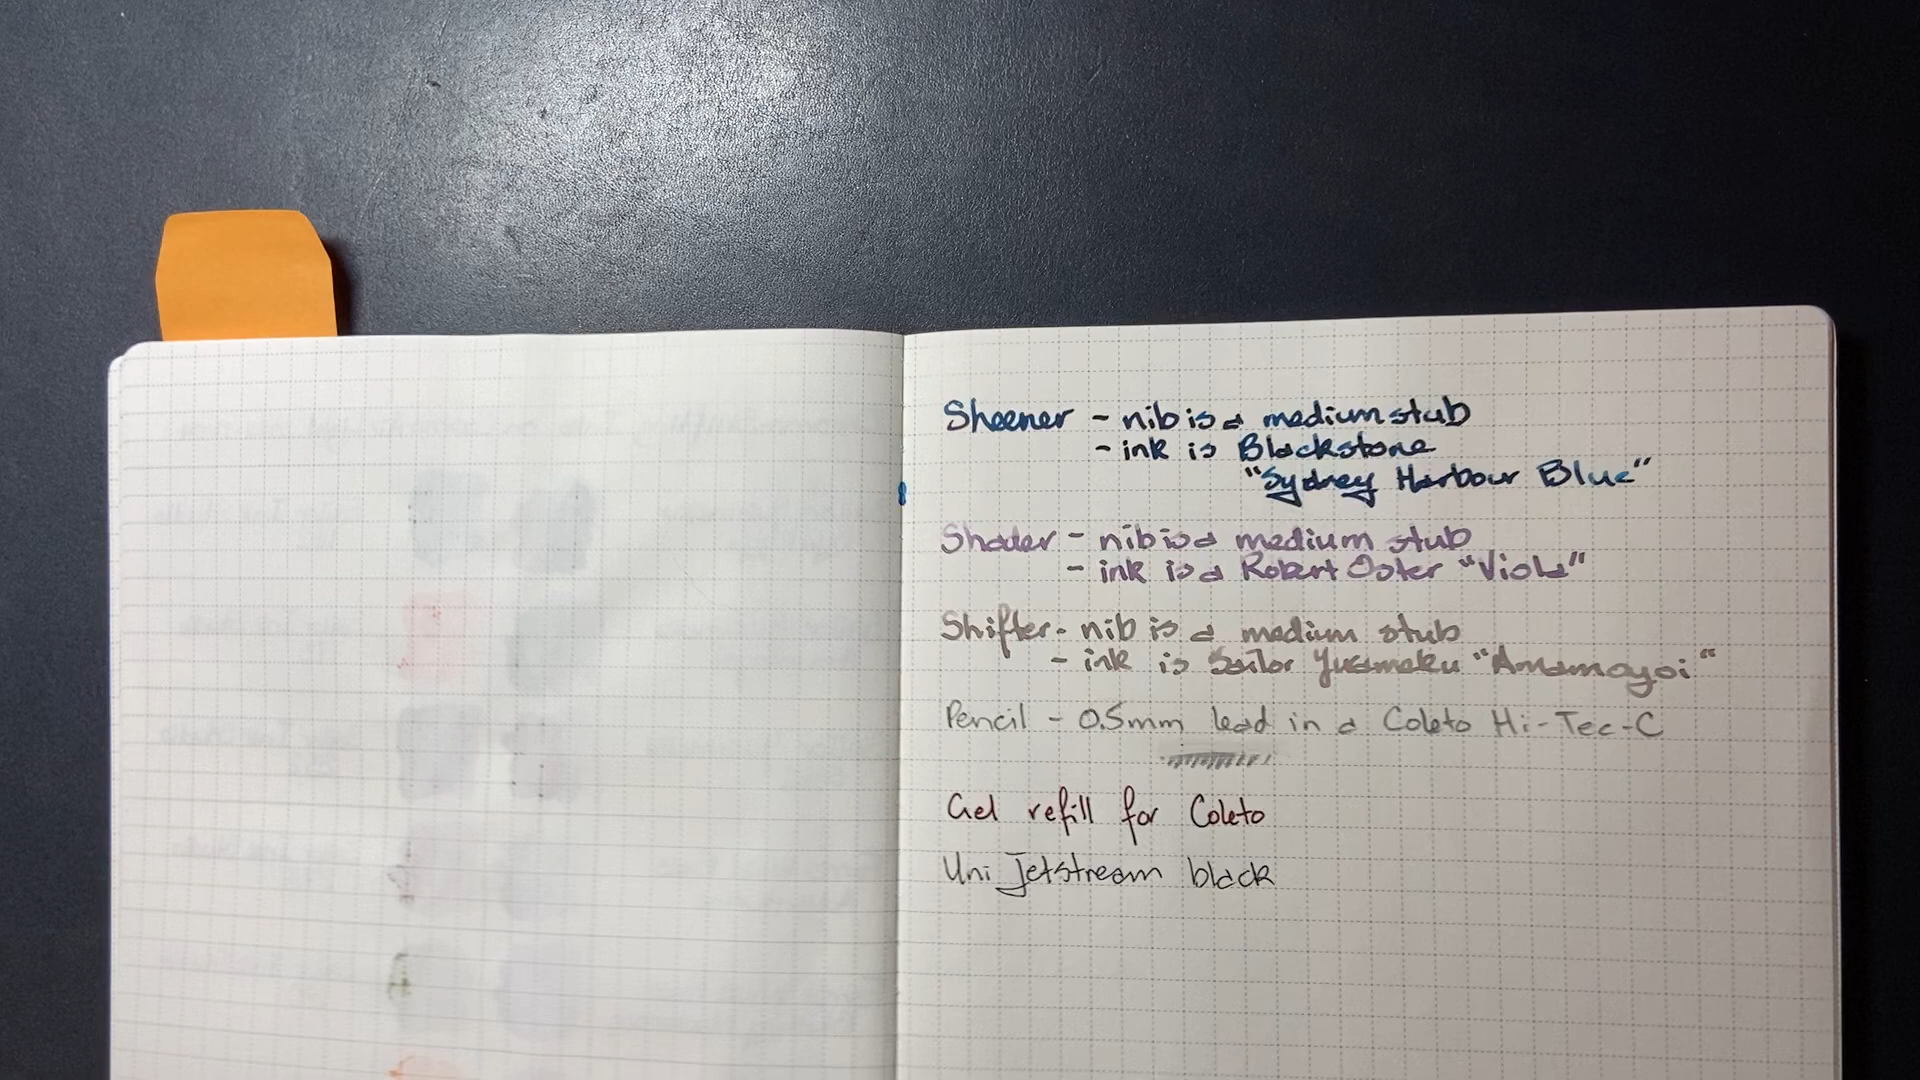 Sheener - nib is a medium stub
- ink is Blackstone
"Sydney Harbour Blue"
Shader - nib is a medium stub
- ink is a Robert Oster "Viola"
Shifter - nib is a medium stub
- ink is Sailor Yurameku "Amamoyoi"
Pencil - 0.5mm lead in a Coleto Hi-Tec-C
Gel refill for Coleto
Uni Jetstream black